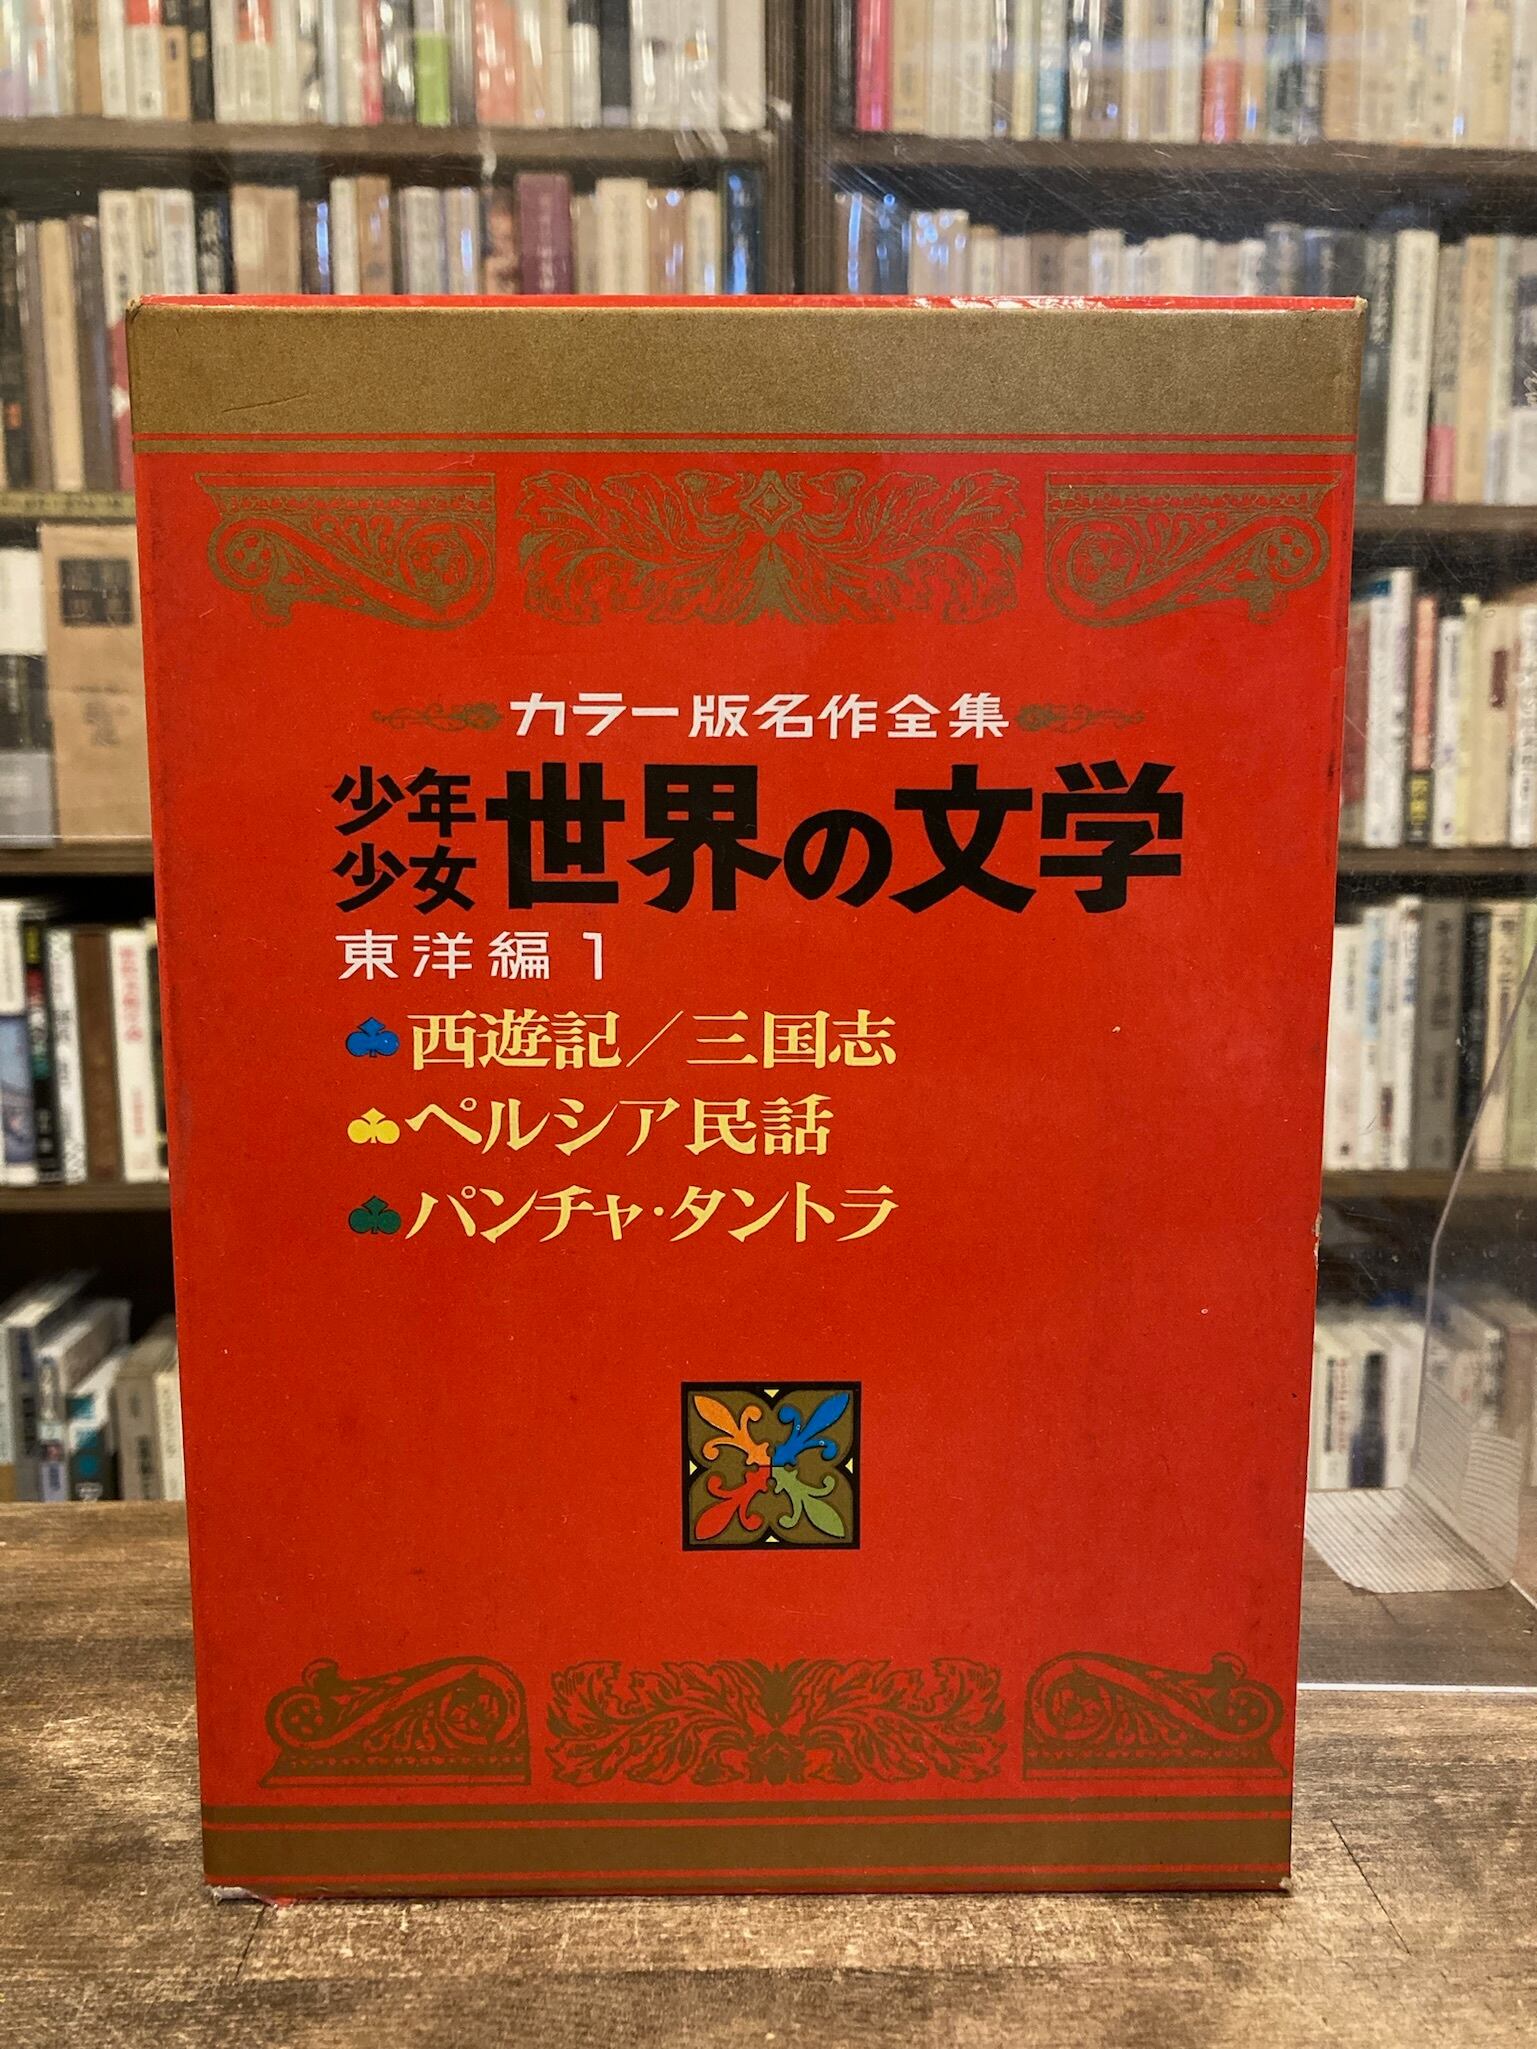 カラー版名作全集
少年少女世界の文学
東洋編 1
西遊記／三国志
ペルシア民話
パンチャ・タントラ